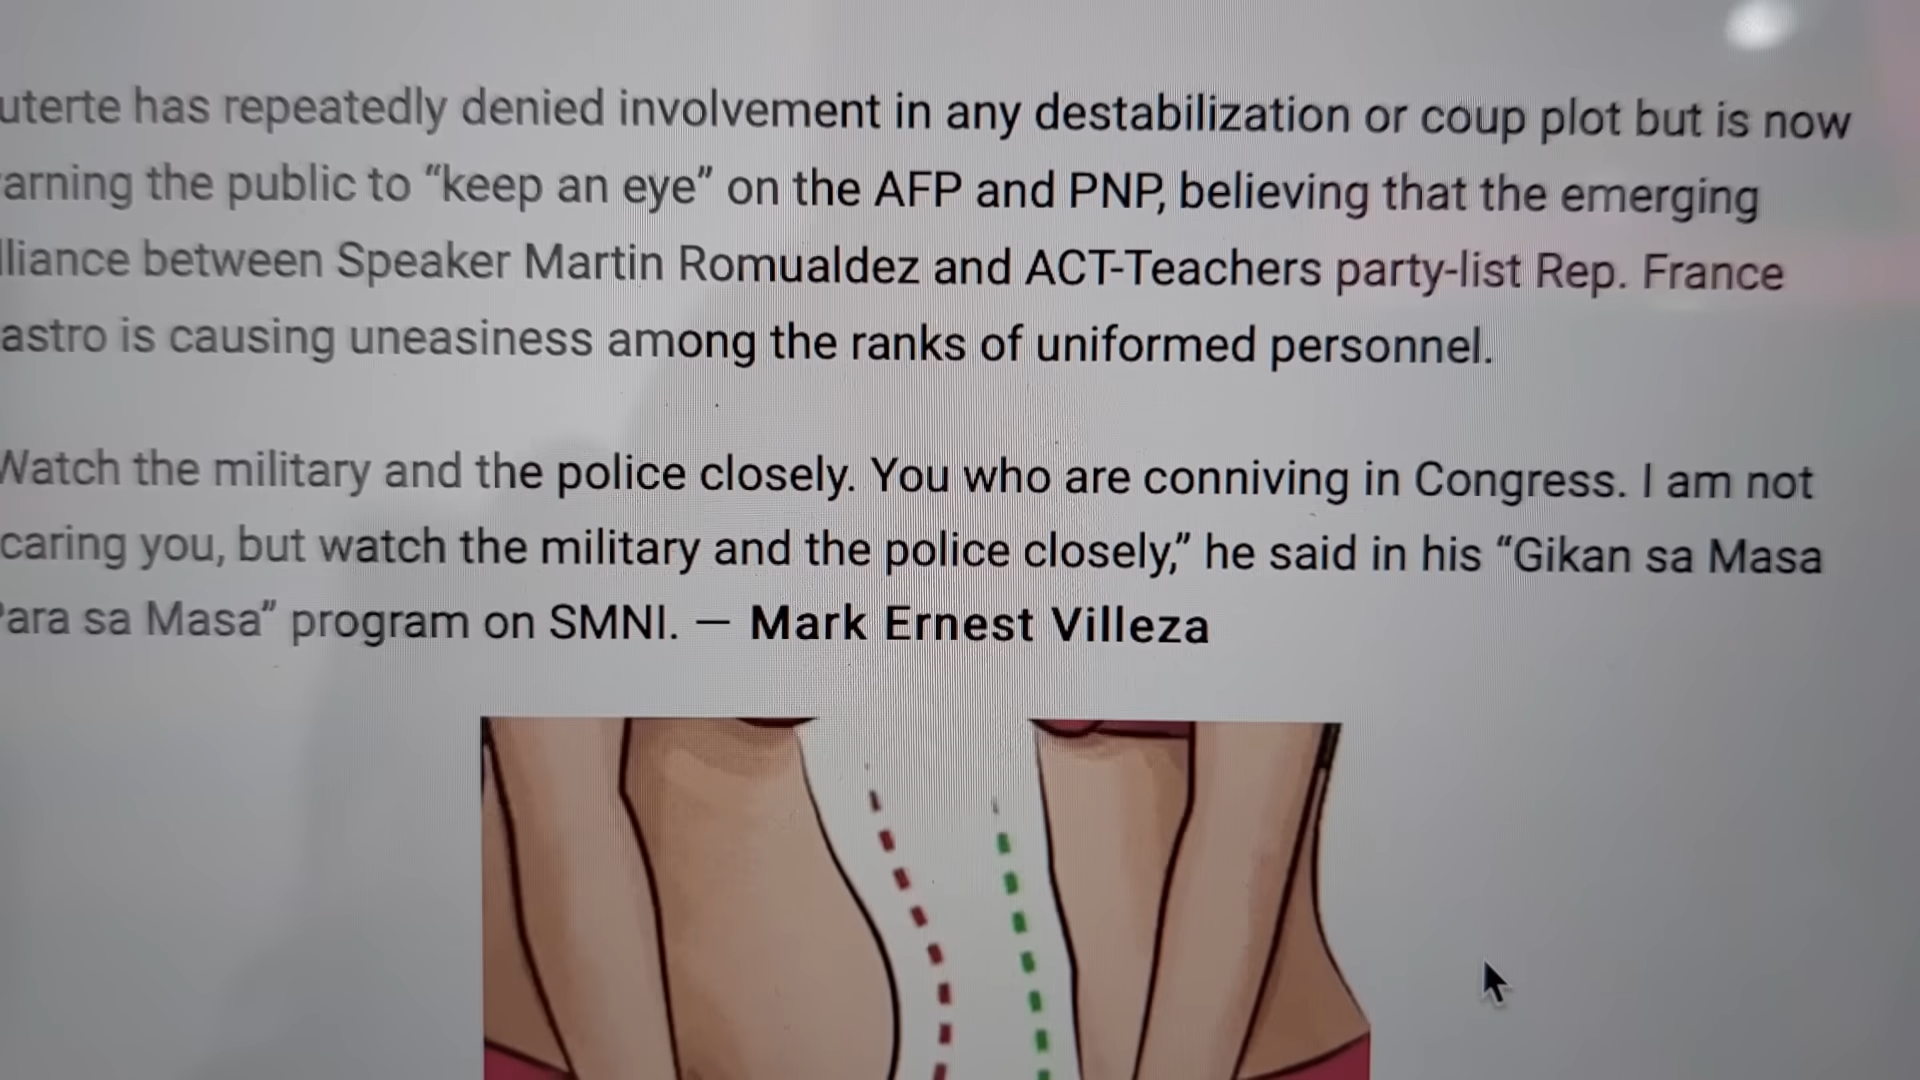 uterte has repeatedly denied involvement in any destabilization or coup plot but is now
arning the public to “keep an eye” on the AFP and PNP, believing that the emerging
lliance between Speaker Martin Romualdez and ACT-Teachers party-list Rep. France
astro is causing uneasiness among the ranks of uniformed personnel.
Watch the military and the police closely. You who are conniving in Congress. I am not
caring you, but watch the military and the police closely,” he said in his “Gikan sa Masa
Para sa Masa” program on SMNI. — Mark Ernest Villeza